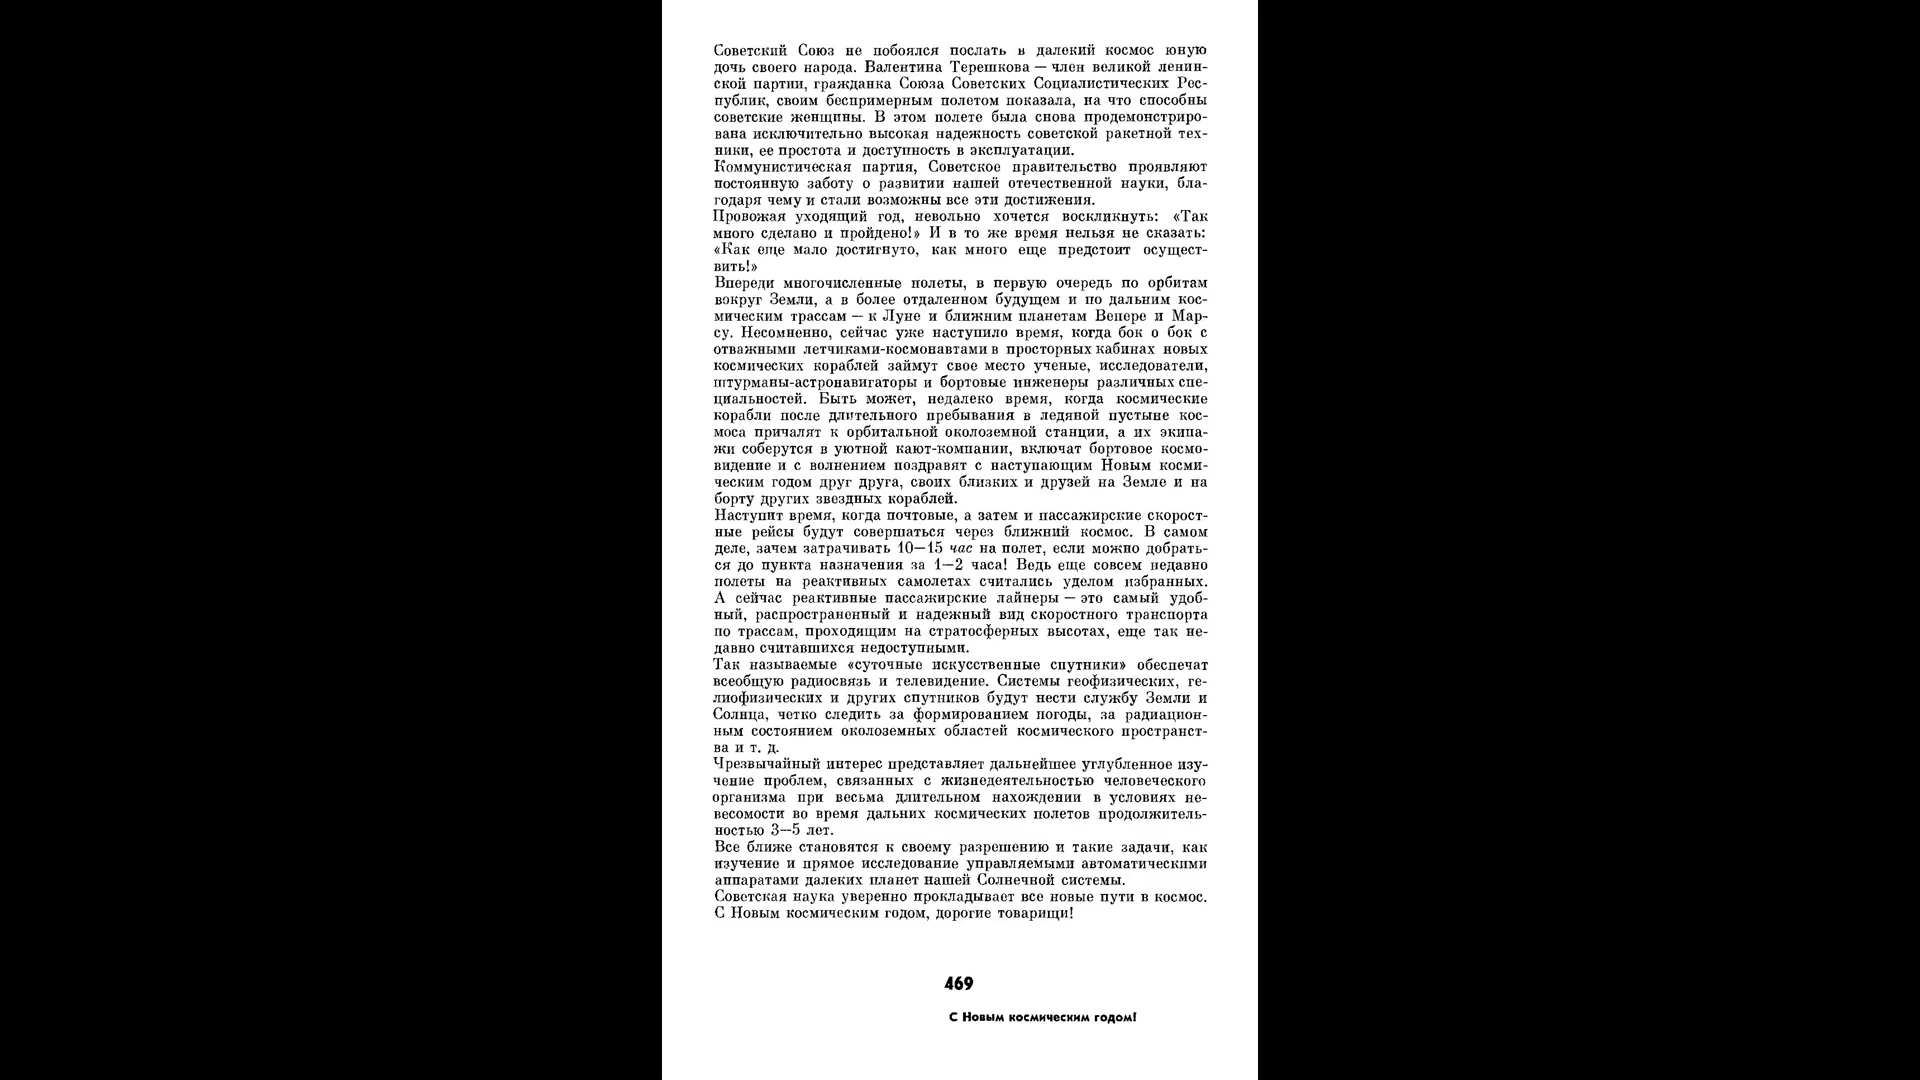 Советский Союз не побоялся послать в далекий космос юную
дочь своего народа. Валентина Терешкова — член великой ленин-
ской партии, гражданка Союза Советских Социалистических Рес-
публик, своим беспримерным полетом показала, на что способны
советские женщины. В этом полете была снова продемонстриро-
вана исключительно высокая надежность советской ракетной тех-
ники, ее простота и доступность в эксплуатации.
Коммунистическая партия, Советское правительство проявляют
постоянную заботу о развитии нашей отечественной науки, бла-
годаря чему и стали возможны все эти достижения.
Провожая уходящий год, невольно хочется воскликнуть: «Так
много сделано и пройдено!» И в то же время нельзя не сказать:
«Как еще мало достигнуто, как много еще предстоит осущест-
вить!»
Впереди многочисленные полеты, в первую очередь по орбитам
вокруг Земли, а в более отдаленном будущем и по дальним кос-
мическим трассам — к Луне и ближним планетам Венере и Мар-
су. Несомненно, сейчас уже наступило время, когда бок о бок с
отважными летчиками-космонавтами в просторных кабинах новых
космических кораблей займут свое место ученые, исследователи,
штурманы-астронавигаторы и бортовые инженеры различных спе-
циальностей. Быть может, недалеко время, когда космические
корабли после длительного пребывания в ледяной пустыне кос-
моса причалят к орбитальной околоземной станции, а их экипа-
жи соберутся в уютной кают-компании, включат бортовое космо-
видение и с волнением поздравят с наступающим Новым косми-
ческим годом друг друга, своих близких и друзей на Земле и на
борту других звездных кораблей.
Наступит время, когда почтовые, а затем и пассажирские скорост-
ные рейсы будут совершаться через ближний космос. В самом
деле, зачем затрачивать 10—15 час на полет, если можно добрать-
ся до пункта назначения за 1—2 часа! Ведь еще совсем недавно
полеты на реактивных самолетах считались уделом избранных.
А сейчас реактивные пассажирские лайнеры — это самый удоб-
ный, распространенный и надежный вид скоростного транспорта
по трассам, проходящим на стратосферных высотах, еще так не-
давно считавшихся недоступными.
Так называемые «суточные искусственные спутники» обеспечат
всеобщую радиосвязь и телевидение. Системы геофизических, ге-
лиофизических и других спутников будут нести службу Земли и
Солнца, четко следить за формированием погоды, за радиацион-
ным состоянием околоземных областей космического пространст-
ва и т. д.
Чрезвычайный интерес представляет дальнейшее углубленное изу-
чение проблем, связанных с жизнедеятельностью человеческого
организма при весьма длительном нахождении в условиях не-
весомости во время дальних космических полетов продолжитель-
ностью 3—5 лет.
Все ближе становятся к своему разрешению и такие задачи, как
изучение и прямое исследование управляемыми автоматическими
аппаратами далеких планет нашей Солнечной системы.
Советская наука уверенно прокладывает все новые пути в космос.
С Новым космическим годом, дорогие товарищи!
469
С Новым космическим годом!